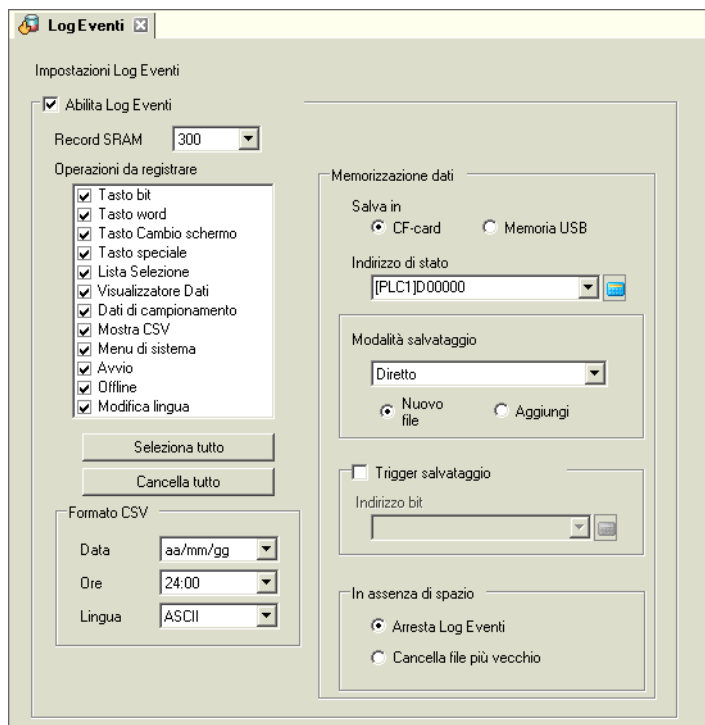 Log Eventi
Impostazioni Log Eventi
Abilita Log Eventi
Record SRAM 300
Operazioni da registrare
Tasto bit
Tasto word
Tasto Cambio schermo
Tasto speciale
Lista Selezione
Visualizzatore Dati
Dati di campionamento
Mostra CSV
Menu di sistema
Avvio
Offline
Modifica lingua
Seleziona tutto
Cancella tutto
Formato CSV
Data aa/mm/gg
Ore 24:00
Lingua ASCII
Memorizzazione dati
Salva in
CF-card Memoria USB
Indirizzo di stato
[PLC1]D00000
Modalità salvataggio
Diretto
Nuovo
file
Aggiungi
Trigger salvataggio
Indirizzo bit
In assenza di spazio
Arresta Log Eventi
Cancella file più vecchio